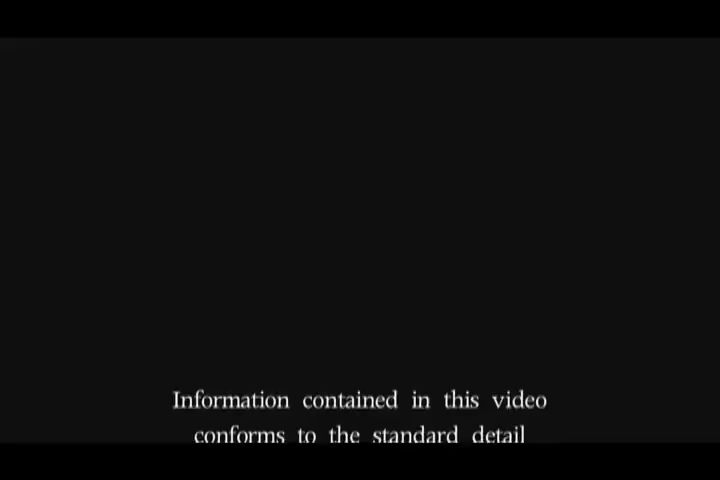 Information contained in this video
conforms to the standard detail